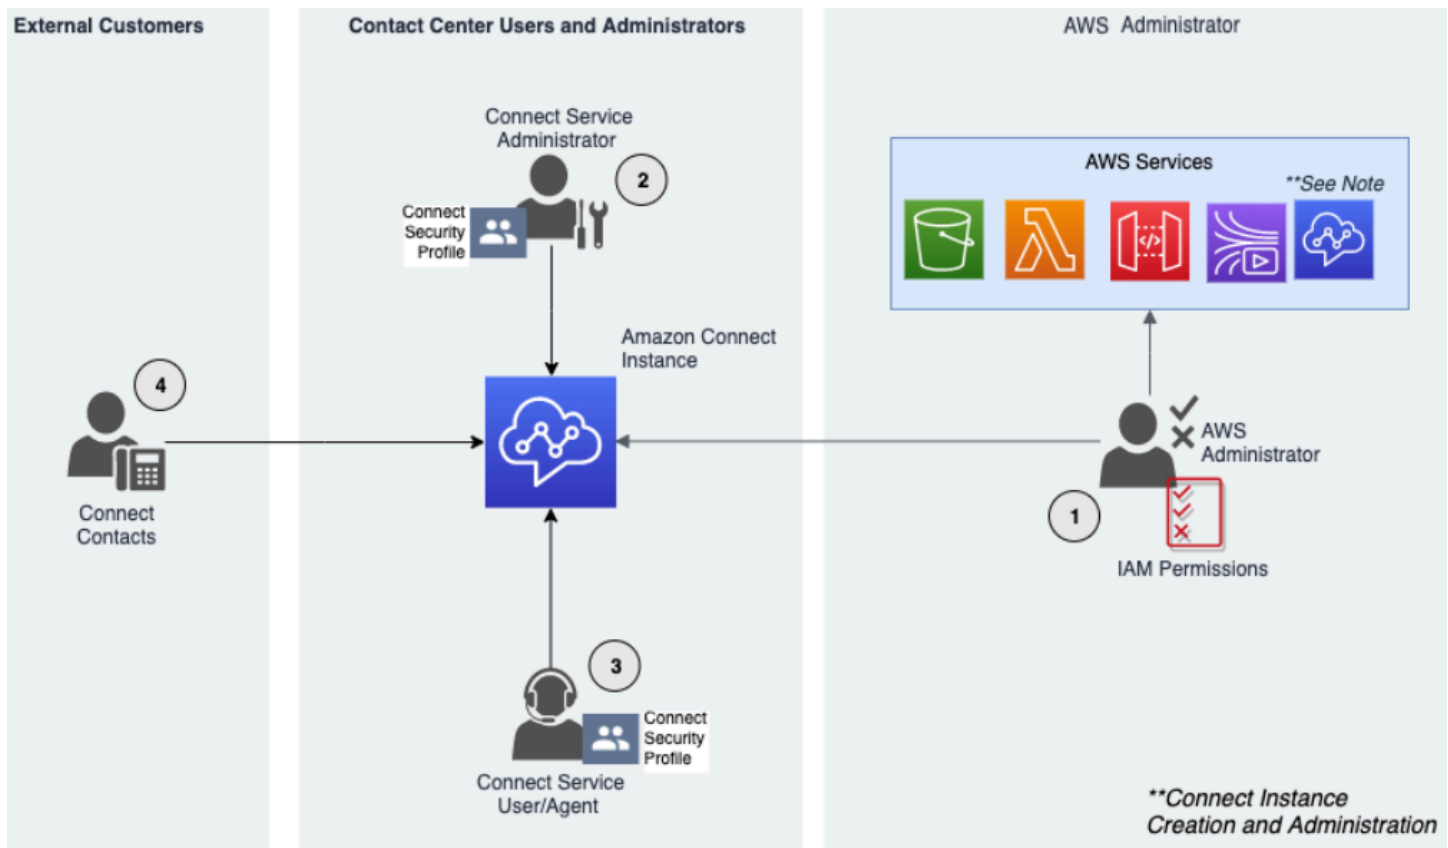 External Customers
Contact Center Users and Administrators
AWS Administrator
Connect Service
Administrator
2
Connect
Security
Profile
AWS Services
**See Note
</>
Amazon Connect
Instance
4
Connect
Contacts
AWS
Administrator
1
IAM Permissions
3
Connect
Security
Profile
Connect Service
User/Agent
**Connect Instance
Creation and Administration